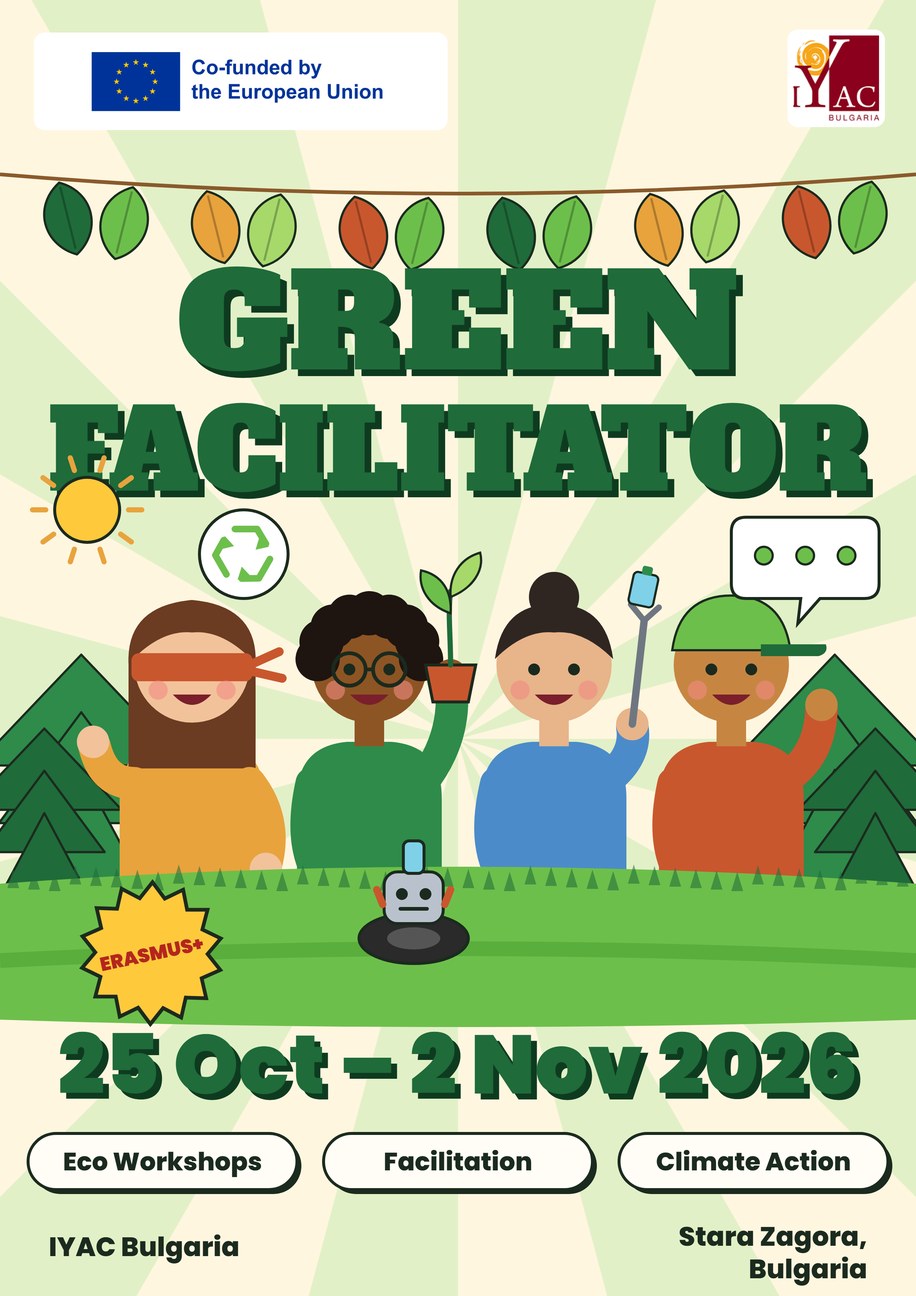 Co-funded by
the European Union
IYAC
BULGARIA
GREEN
FACILITATOR
ERASMUS+
25 Oct – 2 Nov 2026
Eco Workshops
Facilitation
Climate Action
IYAC Bulgaria
Stara Zagora,
Bulgaria